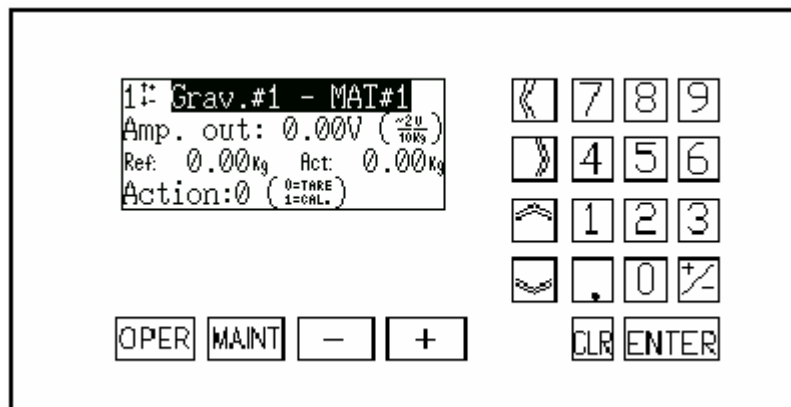 1 Grav.#1 - MAT#1
Amp. out: 0.00V (~2V/10Kg)
Ref: 0.00Kg Act: 0.00Kg
Action:0 (0=TARE 1=CAL.)
7 8 9
4 5 6
1 2 3
. 0 +/-
OPER MAINT - + CLR ENTER